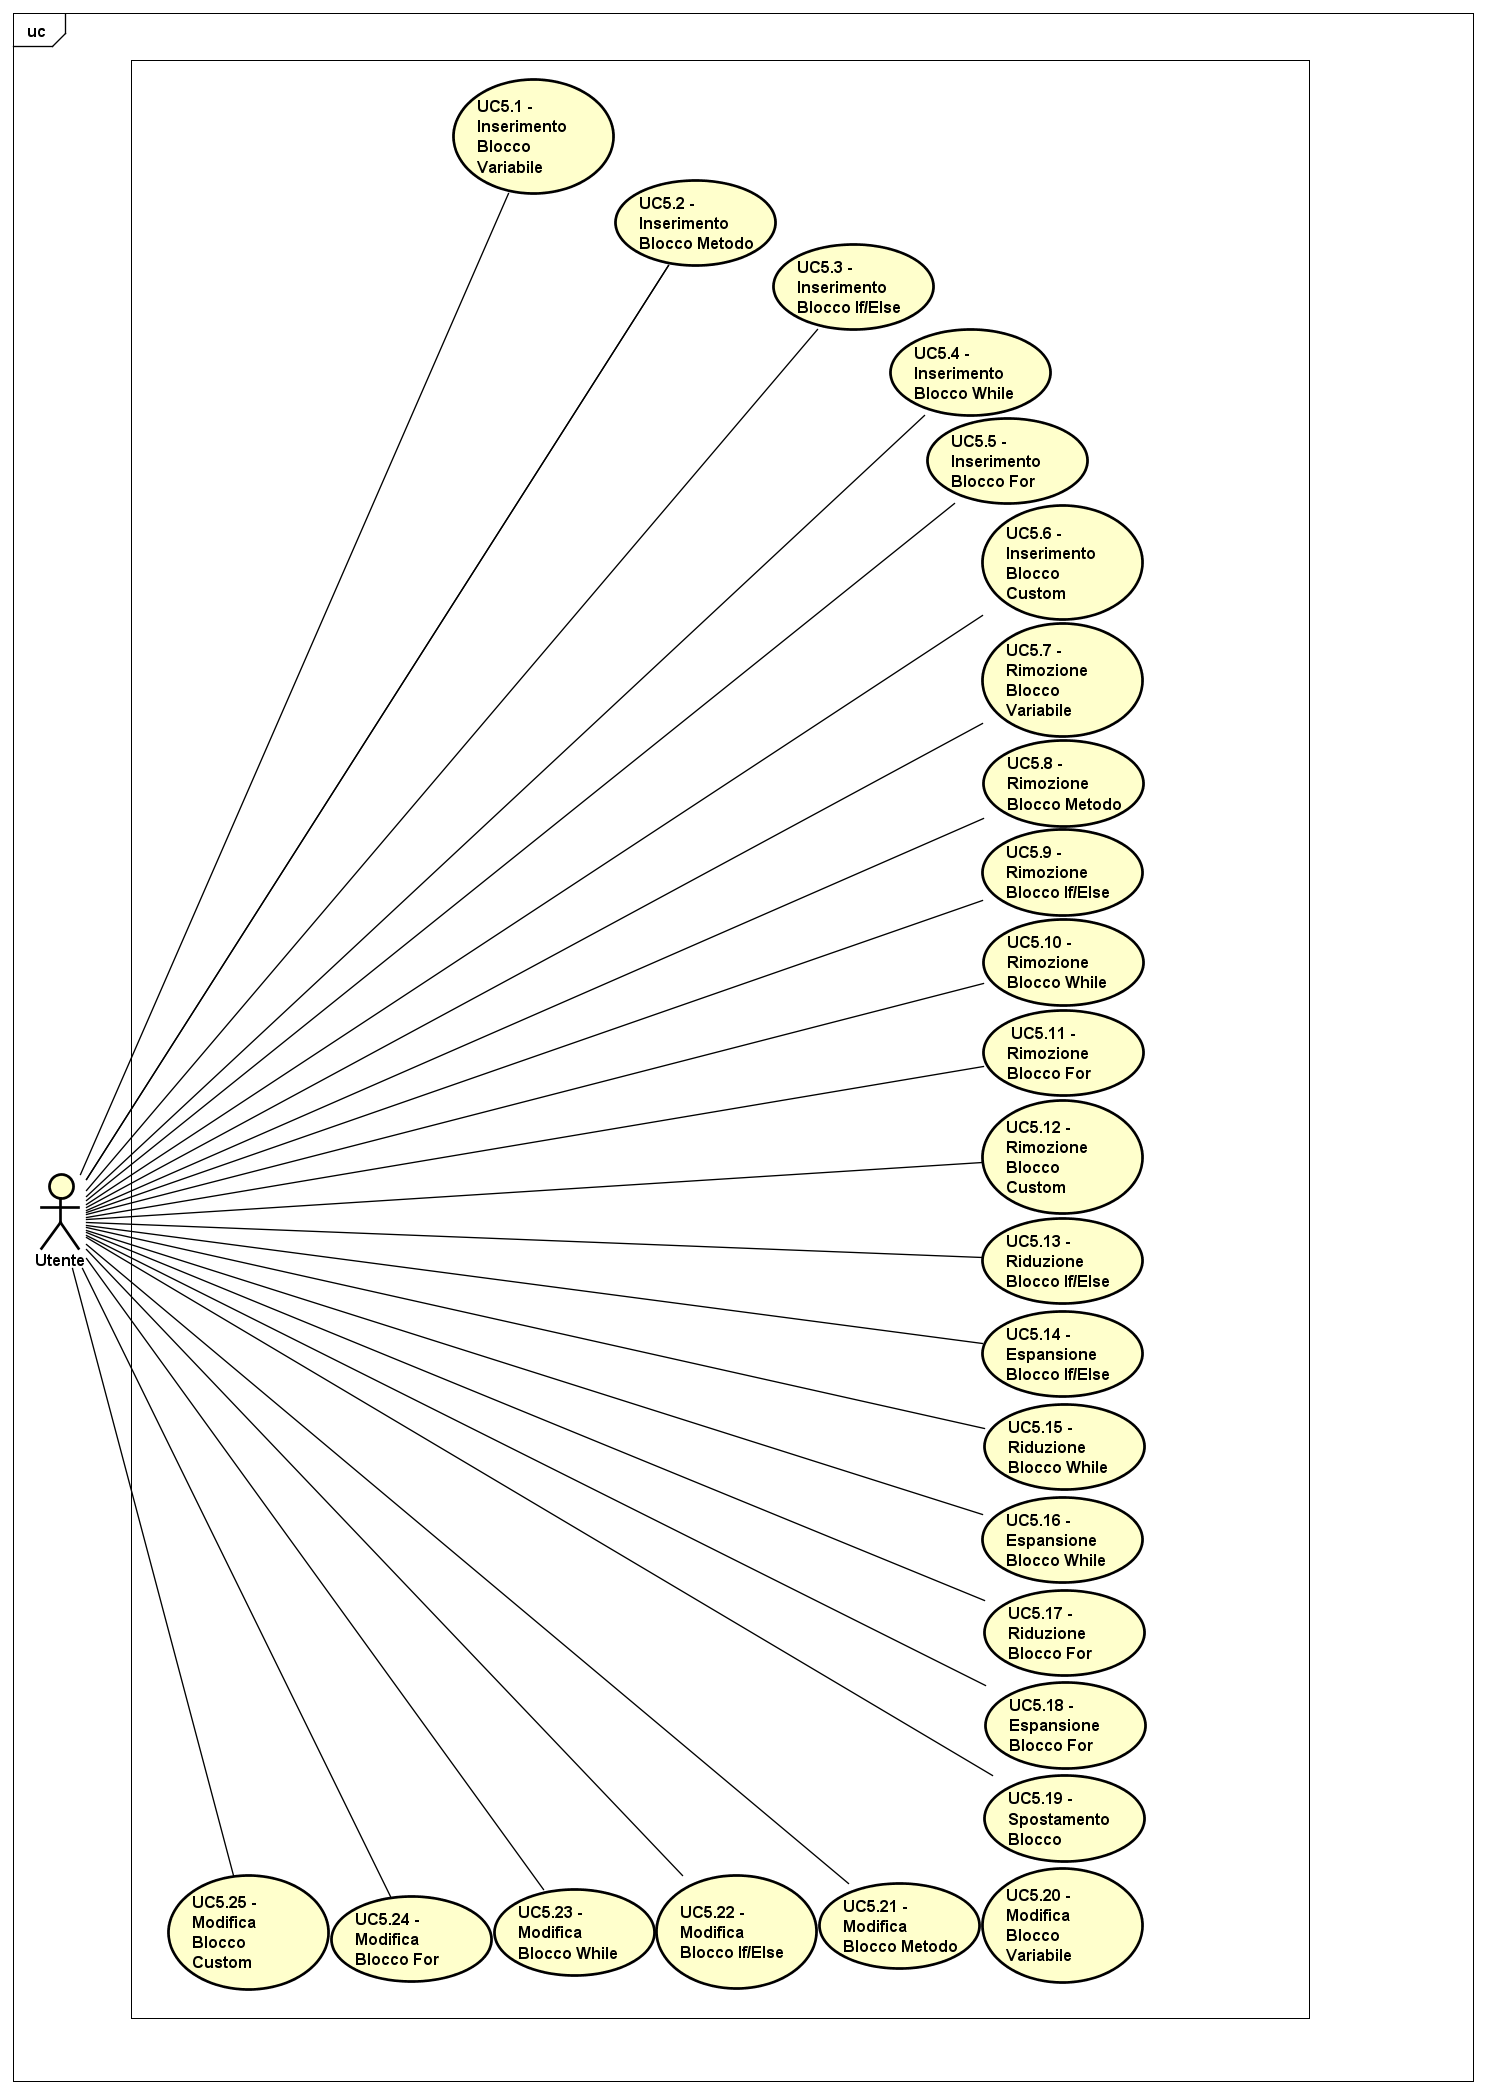 uc
UC5.1 -
Inserimento
Blocco
Variabile
UC5.2 -
Inserimento
Blocco Metodo
UC5.3 -
Inserimento
Blocco If/Else
UC5.4 -
Inserimento
Blocco While
UC5.5 -
Inserimento
Blocco For
UC5.6 -
Inserimento
Blocco
Custom
UC5.7 -
Rimozione
Blocco
Variabile
UC5.8 -
Rimozione
Blocco Metodo
UC5.9 -
Rimozione
Blocco If/Else
UC5.10 -
Rimozione
Blocco While
UC5.11 -
Rimozione
Blocco For
UC5.12 -
Rimozione
Blocco
Custom
Utente
UC5.13 -
Riduzione
Blocco If/Else
UC5.14 -
Espansione
Blocco If/Else
UC5.15 -
Riduzione
Blocco While
UC5.16 -
Espansione
Blocco While
UC5.17 -
Riduzione
Blocco For
UC5.18 -
Espansione
Blocco For
UC5.19 -
Spostamento
Blocco
UC5.25 -
Modifica
Blocco
Custom
UC5.24 -
Modifica
Blocco For
UC5.23 -
Modifica
Blocco While
UC5.22 -
Modifica
Blocco If/Else
UC5.21 -
Modifica
Blocco Metodo
UC5.20 -
Modifica
Blocco
Variabile